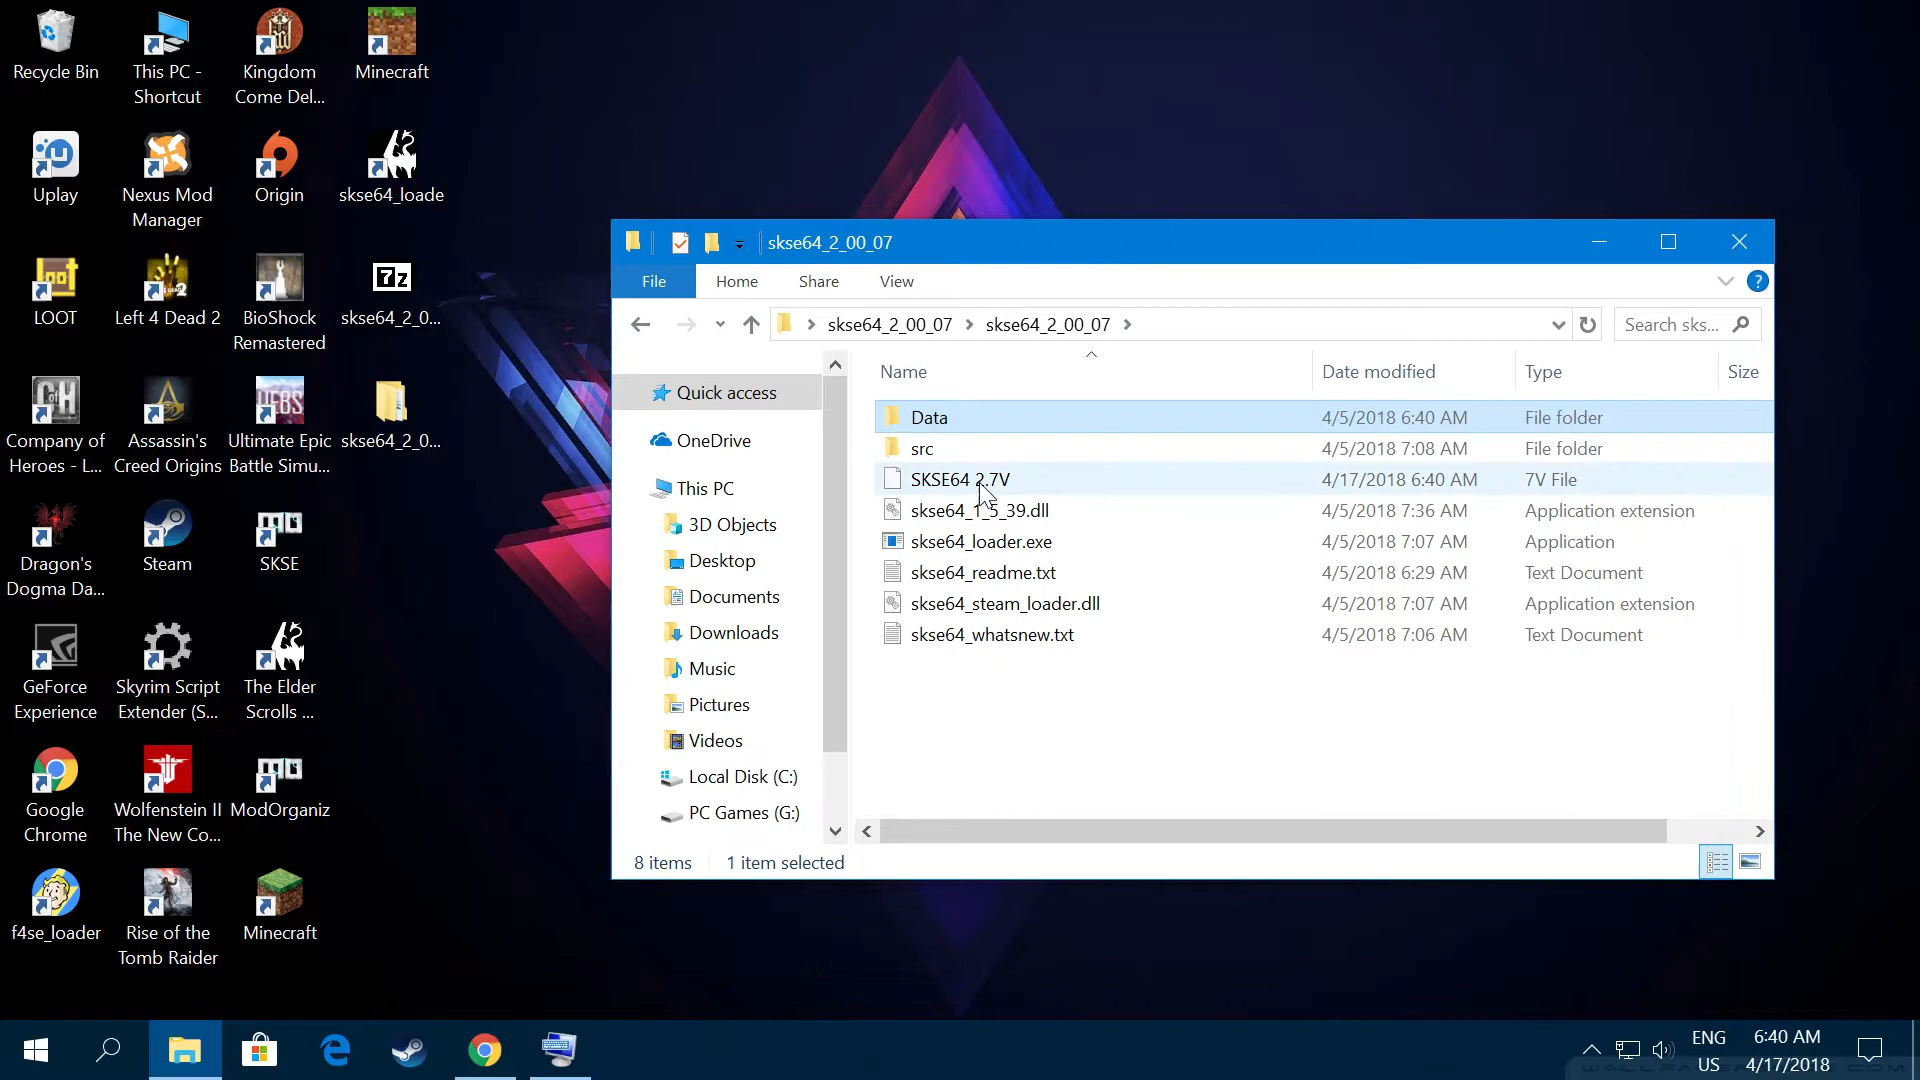 Recycle Bin
This PC -
Shortcut
Kingdom
Come Del...
Minecraft
Uplay
Nexus Mod
Manager
Origin
skse64_loade
LOOT
Left 4 Dead 2
BioShock
Remastered
7z
skse64_2_0...
Company of
Heroes - L...
Assassin's
Creed Origins
Ultimate Epic
Battle Simu...
skse64_2_0...
Dragon's
Dogma Da...
Steam
SKSE
GeForce
Experience
Skyrim Script
Extender (S...
The Elder
Scrolls ...
Google
Chrome
Wolfenstein II
The New Co...
ModOrganiz
f4se_loader
Rise of the
Tomb Raider
Minecraft
skse64_2_00_07
File
Home
Share
View
skse64_2_00_07 > skse64_2_00_07 >
Search sks...
Quick access
OneDrive
This PC
3D Objects
Desktop
Documents
Downloads
Music
Pictures
Videos
Local Disk (C:)
PC Games (G:)
Name Date modified Type Size
Data 4/5/2018 6:40 AM File folder
src 4/5/2018 7:08 AM File folder
SKSE64 2.7V 4/17/2018 6:40 AM 7V File
skse64_1_5_39.dll 4/5/2018 7:36 AM Application extension
skse64_loader.exe 4/5/2018 7:07 AM Application
skse64_readme.txt 4/5/2018 6:29 AM Text Document
skse64_steam_loader.dll 4/5/2018 7:07 AM Application extension
skse64_whatsnew.txt 4/5/2018 7:06 AM Text Document
8 items 1 item selected
ENG
US
6:40 AM
4/17/2018